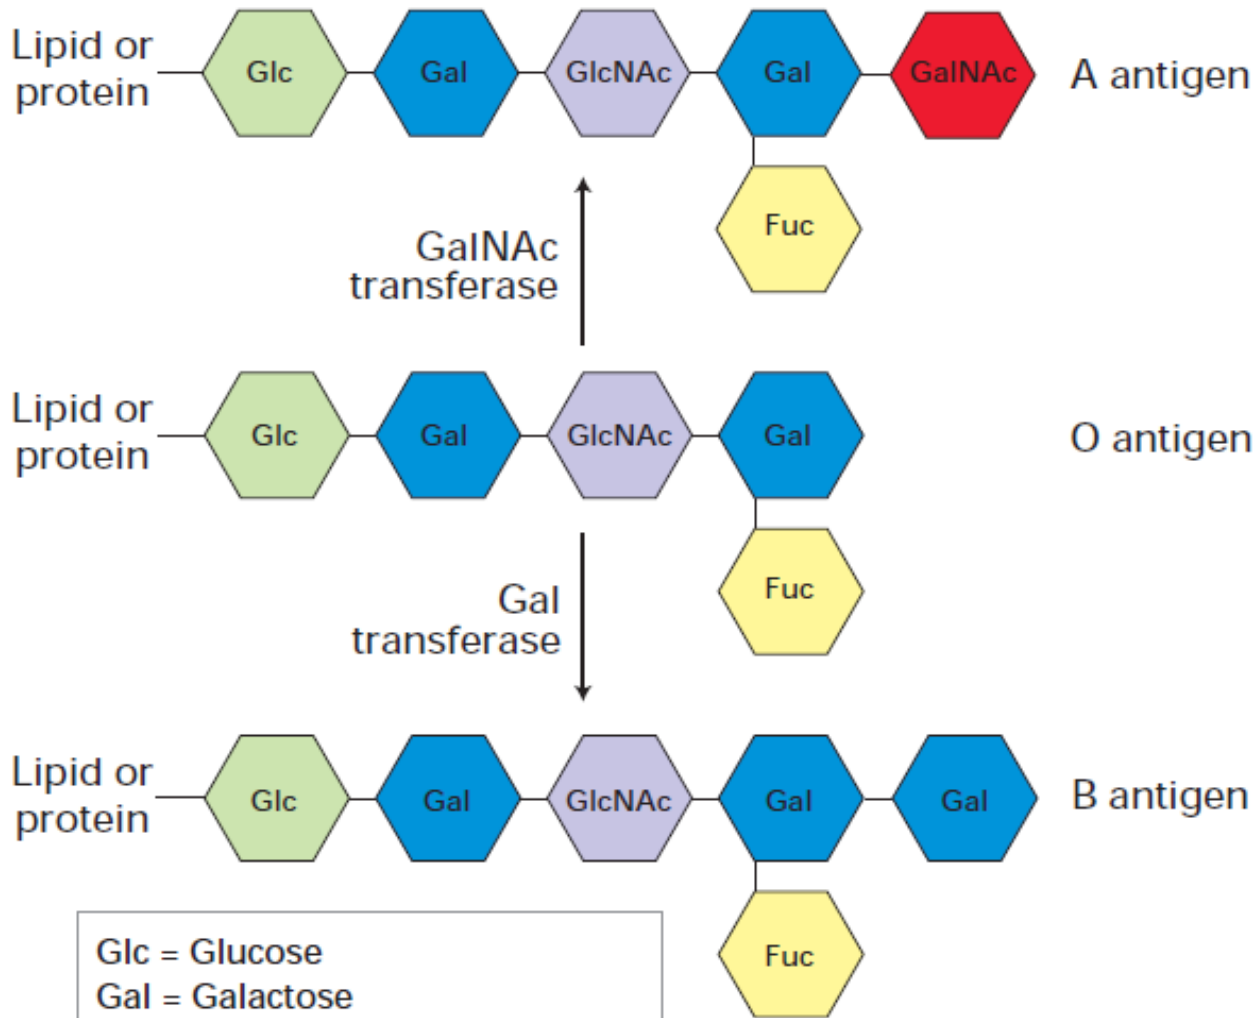 Lipid or
protein
Glc
Gal
GlcNAc
Gal
GalNAc
A antigen
Fuc
GalNAc
transferase
Lipid or
protein
Glc
Gal
GlcNAc
Gal
O antigen
Fuc
Gal
transferase
Lipid or
protein
Glc
Gal
GlcNAc
Gal
Gal
B antigen
Fuc
Glc = Glucose
Gal = Galactose